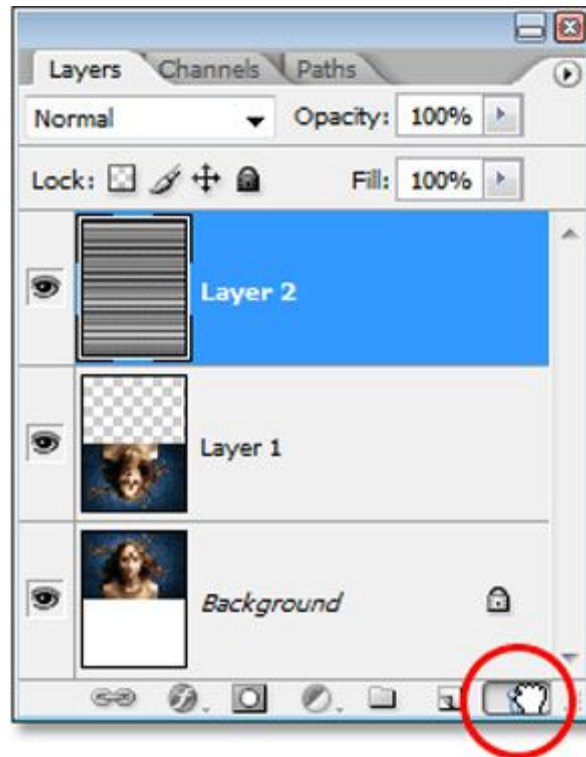 Layers Channels Paths
Normal Opacity: 100%
Lock: Fill: 100%
Layer 2
Layer 1
Background